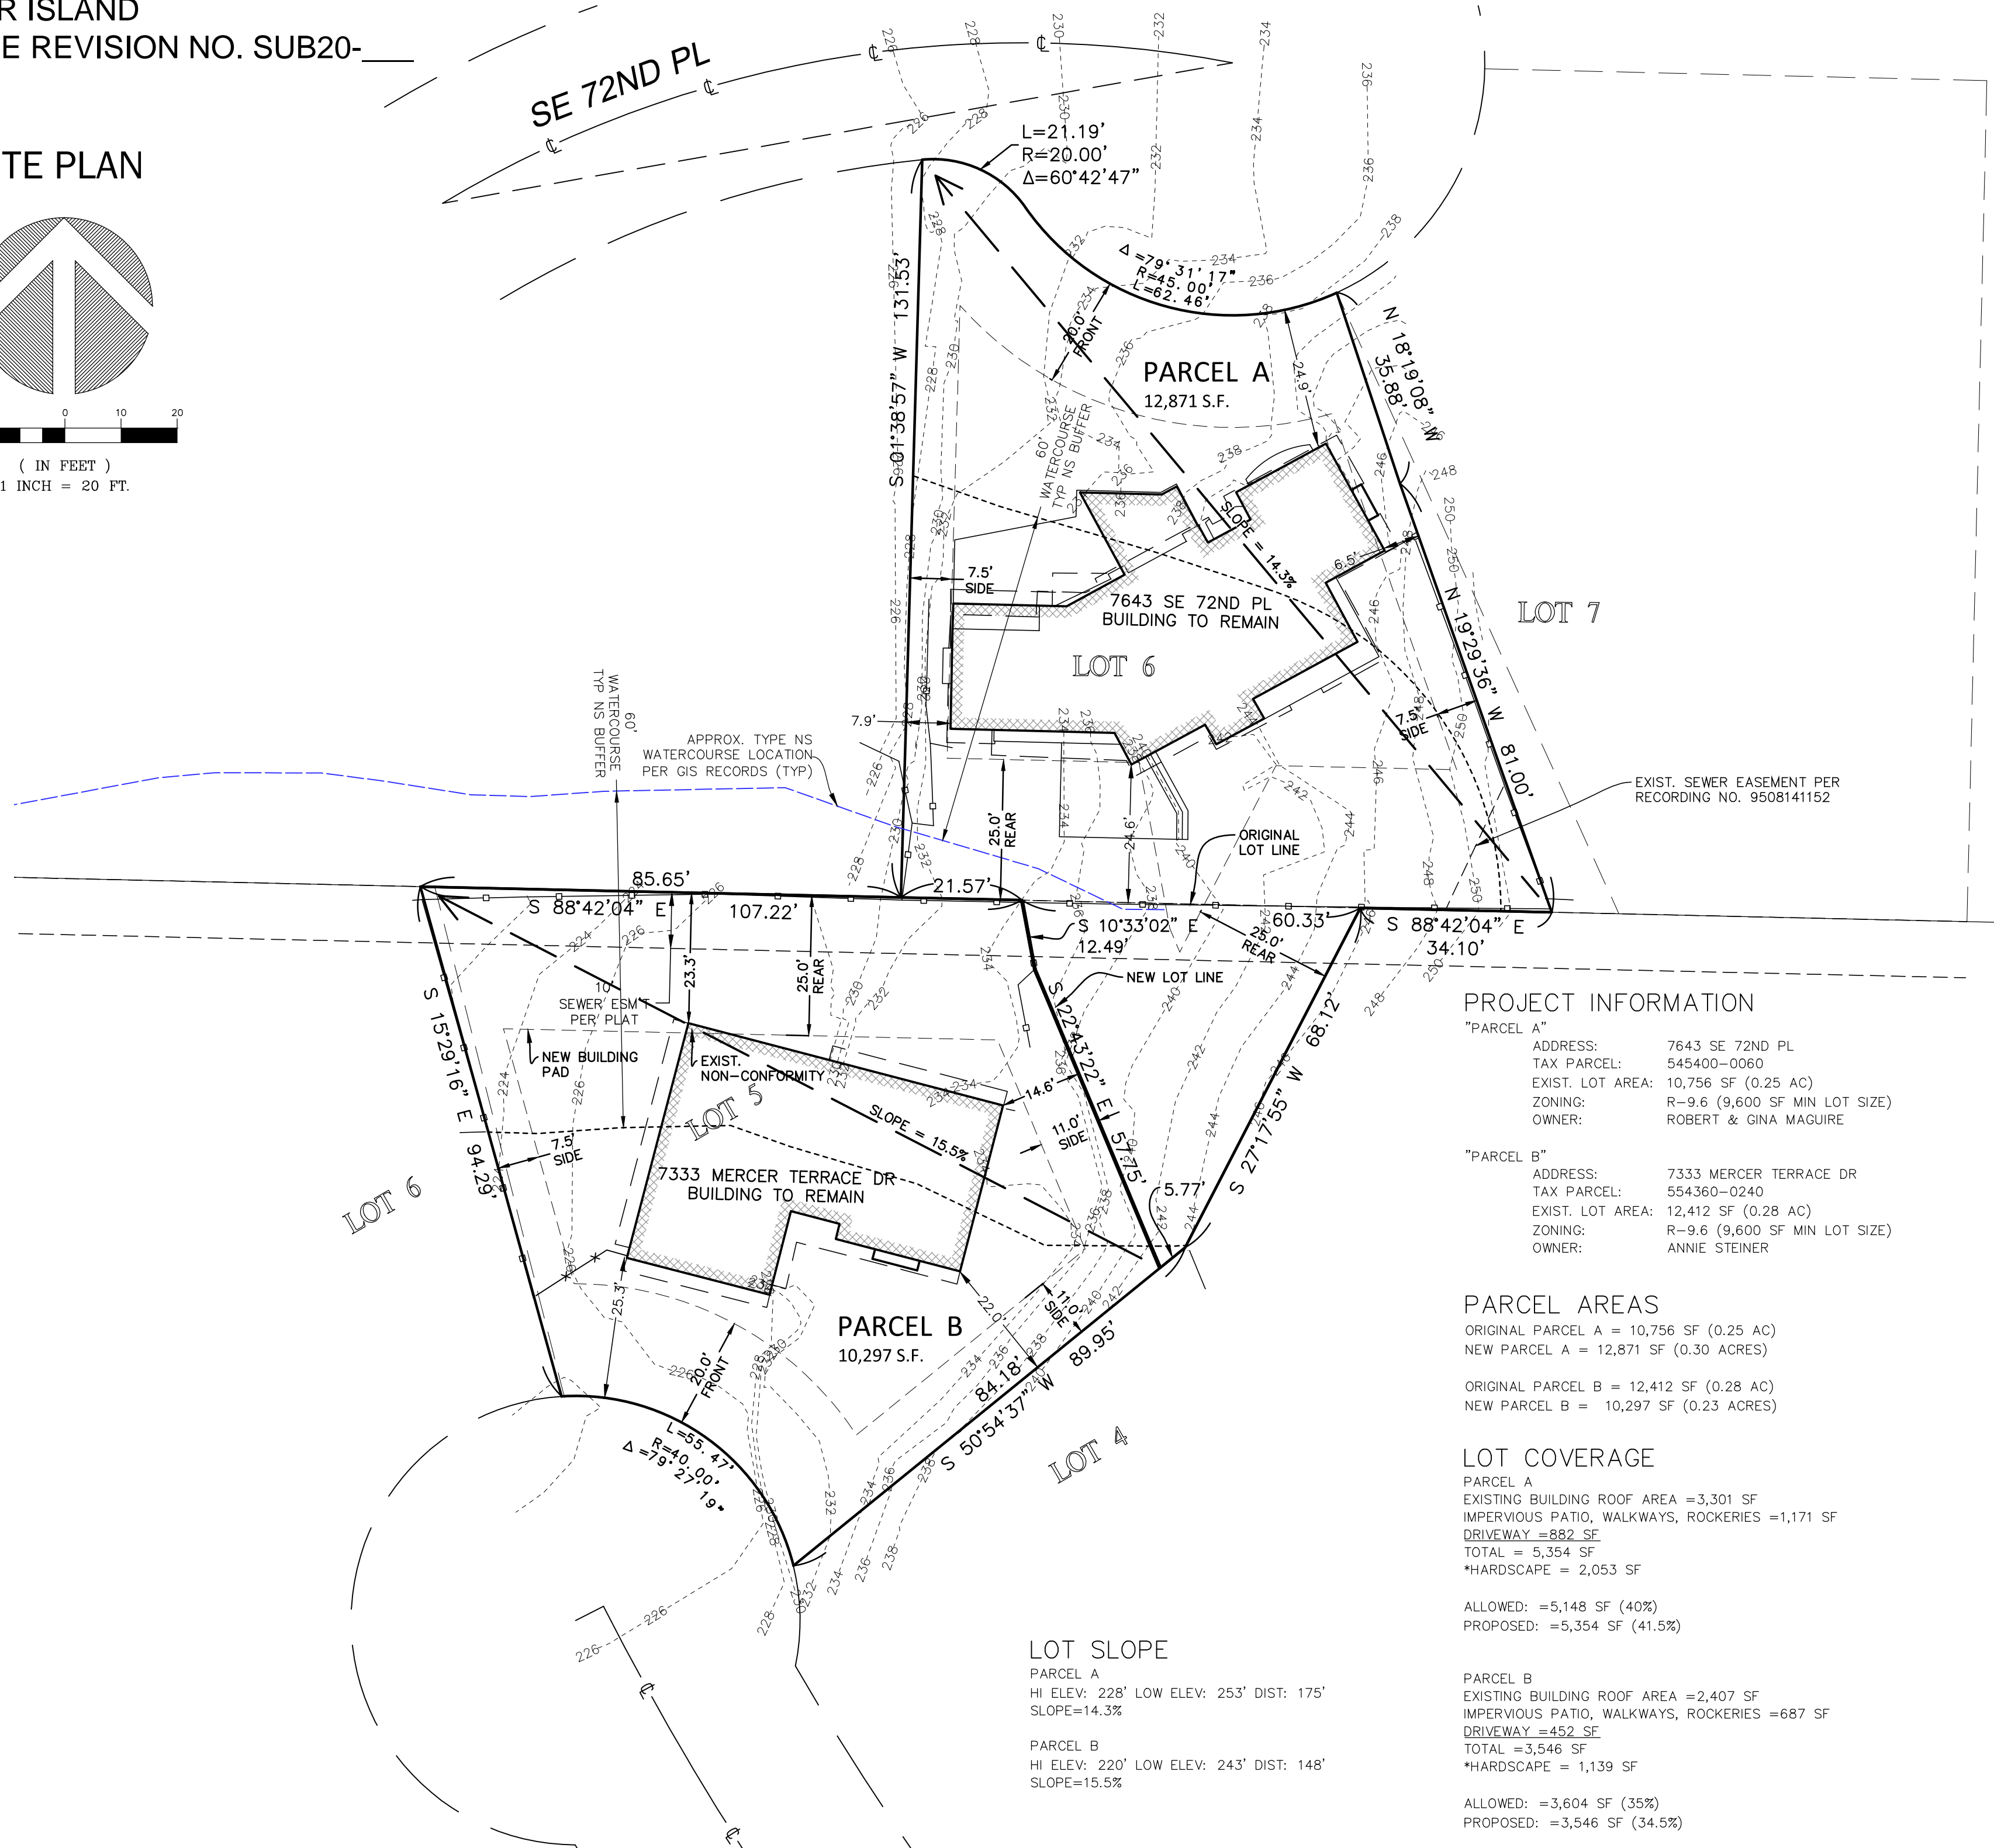 R ISLAND
E REVISION NO. SUB20-___
TE PLAN
0 10 20
( IN FEET )
1 INCH = 20 FT.
SE 72ND PL
L=21.19'
R=20.00'
Δ=60°42'47"
Δ=79°31'17"
R=45.00'
L=62.46'
20.0'
FRONT
PARCEL A
12,871 S.F.
24.9'
N 18°19'08" W
35.88'
S 01°38'57" W 131.53'
60'
WATERCOURSE
TYP NS BUFFER
SLOPE = 14.3%
6.5'
7.5'
SIDE
7643 SE 72ND PL
BUILDING TO REMAIN
LOT 6
LOT 7
N 19°29'36" W 81.00'
7.5'
SIDE
7.9'
60'
WATERCOURSE
TYP NS BUFFER
APPROX. TYPE NS
WATERCOURSE LOCATION
PER GIS RECORDS (TYP)
EXIST. SEWER EASEMENT PER
RECORDING NO. 9508141152
25.0'
REAR
24.6'
ORIGINAL
LOT LINE
85.65'
21.57'
S 88°42'04" E 107.22'
S 10°33'02" E
12.49'
60.33'
S 88°42'04" E
34.10'
25.0'
REAR
NEW LOT LINE
23.3'
25.0'
REAR
10'
SEWER ESM'T
PER PLAT
S 15°29'16" E 94.29'
NEW BUILDING
PAD
EXIST.
NON-CONFORMITY
LOT 5
SLOPE = 15.5%
14.6'
11.0'
SIDE
S 22°43'22" E 57.75'
S 27°17'55" W 68.12'
7.5'
SIDE
LOT 6
7333 MERCER TERRACE DR
BUILDING TO REMAIN
5.77'
25.3'
22.0'
11.0'
SIDE
PARCEL B
10,297 S.F.
20.0'
FRONT
84.18'
89.95'
S 50°54'37" W
LOT 4
L=55.47'
R=40.00'
Δ=79°27'19"
PROJECT INFORMATION
"PARCEL A"
ADDRESS: 7643 SE 72ND PL
TAX PARCEL: 545400-0060
EXIST. LOT AREA: 10,756 SF (0.25 AC)
ZONING: R-9.6 (9,600 SF MIN LOT SIZE)
OWNER: ROBERT & GINA MAGUIRE
"PARCEL B"
ADDRESS: 7333 MERCER TERRACE DR
TAX PARCEL: 554360-0240
EXIST. LOT AREA: 12,412 SF (0.28 AC)
ZONING: R-9.6 (9,600 SF MIN LOT SIZE)
OWNER: ANNIE STEINER
PARCEL AREAS
ORIGINAL PARCEL A = 10,756 SF (0.25 AC)
NEW PARCEL A = 12,871 SF (0.30 ACRES)
ORIGINAL PARCEL B = 12,412 SF (0.28 AC)
NEW PARCEL B = 10,297 SF (0.23 ACRES)
LOT COVERAGE
PARCEL A
EXISTING BUILDING ROOF AREA =3,301 SF
IMPERVIOUS PATIO, WALKWAYS, ROCKERIES =1,171 SF
DRIVEWAY =882 SF
TOTAL = 5,354 SF
*HARDSCAPE = 2,053 SF
ALLOWED: =5,148 SF (40%)
PROPOSED: =5,354 SF (41.5%)
PARCEL B
EXISTING BUILDING ROOF AREA =2,407 SF
IMPERVIOUS PATIO, WALKWAYS, ROCKERIES =687 SF
DRIVEWAY =452 SF
TOTAL =3,546 SF
*HARDSCAPE = 1,139 SF
ALLOWED: =3,604 SF (35%)
PROPOSED: =3,546 SF (34.5%)
LOT SLOPE
PARCEL A
HI ELEV: 228' LOW ELEV: 253' DIST: 175'
SLOPE=14.3%
PARCEL B
HI ELEV: 220' LOW ELEV: 243' DIST: 148'
SLOPE=15.5%